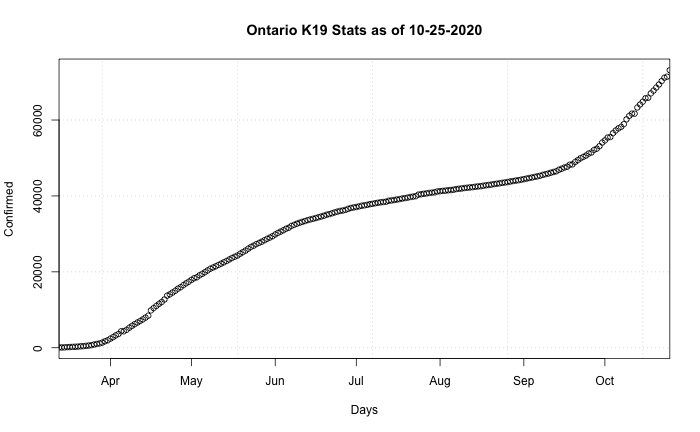 Ontario K19 Stats as of 10-25-2020
Confirmed
60000
40000
20000
0
Apr May Jun Jul Aug Sep Oct
Days